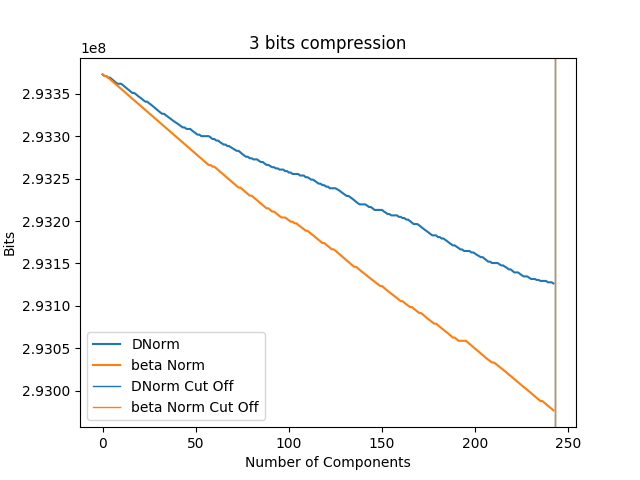 3 bits compression
1e8
2.9335
2.9330
2.9325
2.9320
2.9315
2.9310
2.9305
2.9300
Bits
DNorm
beta Norm
DNorm Cut Off
beta Norm Cut Off
0 50 100 150 200 250
Number of Components